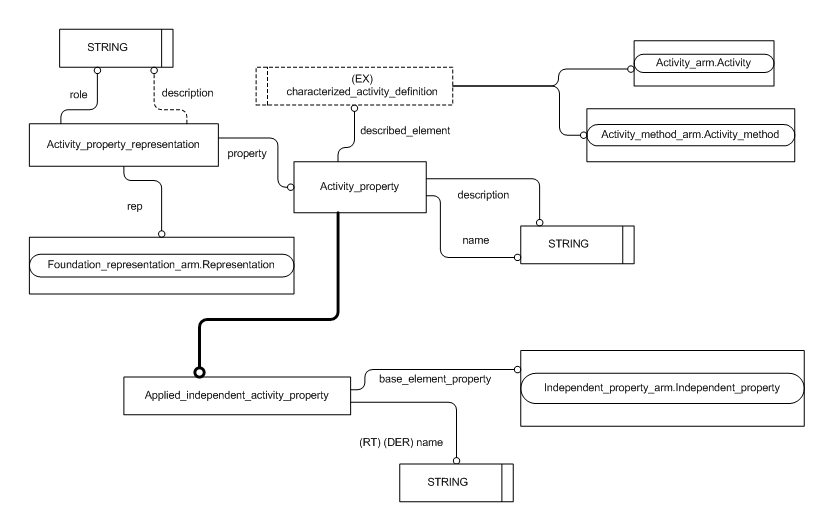 STRING
role
description
(EX)
characterized_activity_definition
Activity_arm.Activity
Activity_method_arm.Activity_method
described_element
Activity_property_representation
property
Activity_property
description
name
STRING
rep
Foundation_representation_arm.Representation
Applied_independent_activity_property
base_element_property
Independent_property_arm.Independent_property
(RT) (DER) name
STRING